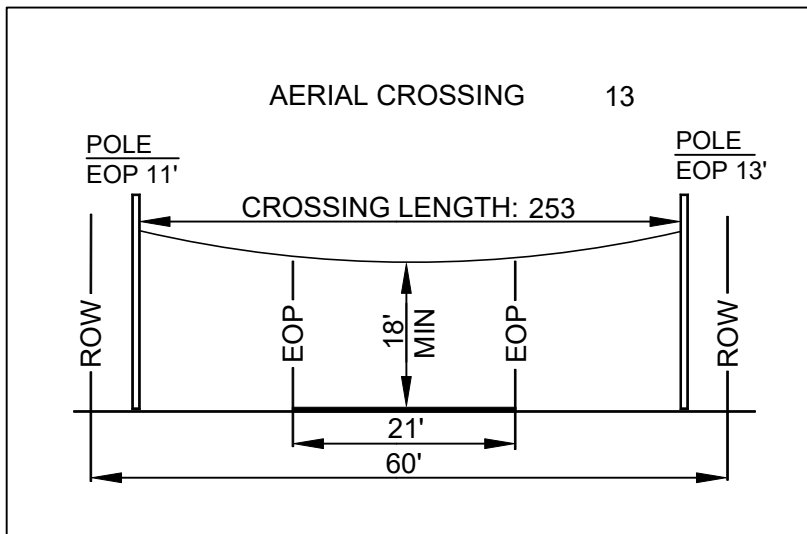 AERIAL CROSSING 13
POLE
EOP 11'
POLE
EOP 13'
CROSSING LENGTH: 253
ROW
EOP
18'
MIN
EOP
ROW
21'
60'